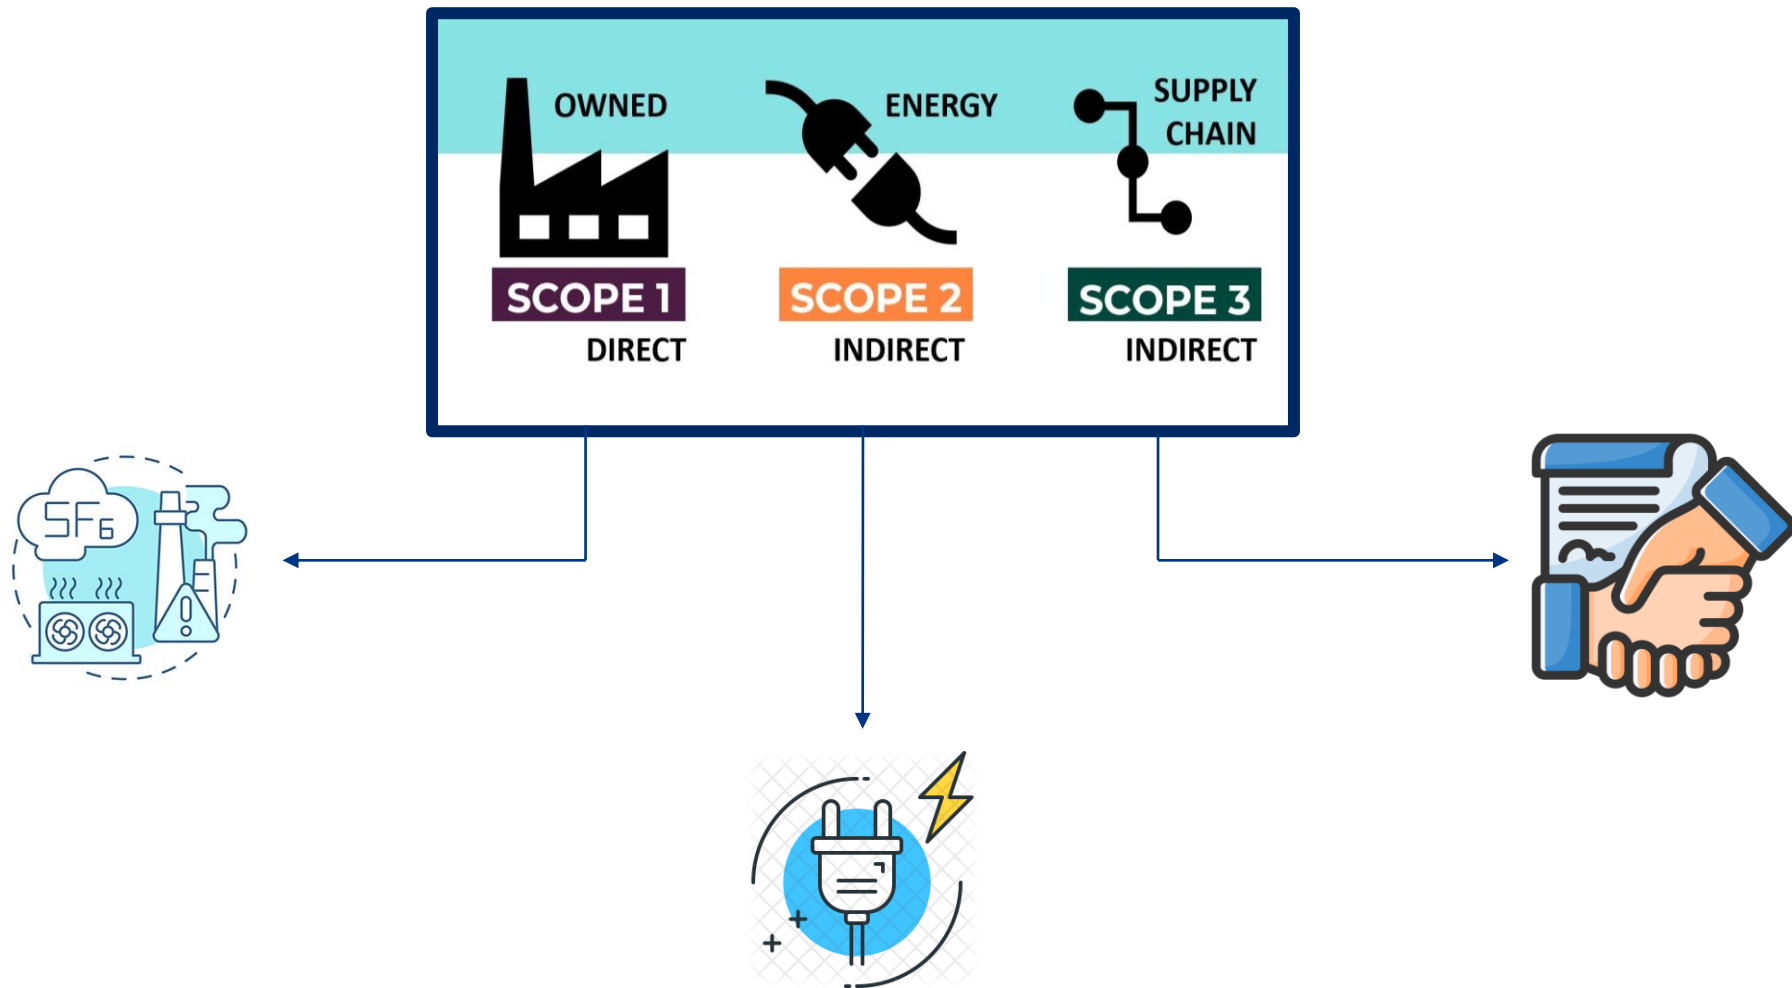 OWNED
ENERGY
SUPPLY
CHAIN
SCOPE 1
SCOPE 2
SCOPE 3
DIRECT
INDIRECT
INDIRECT
SF6